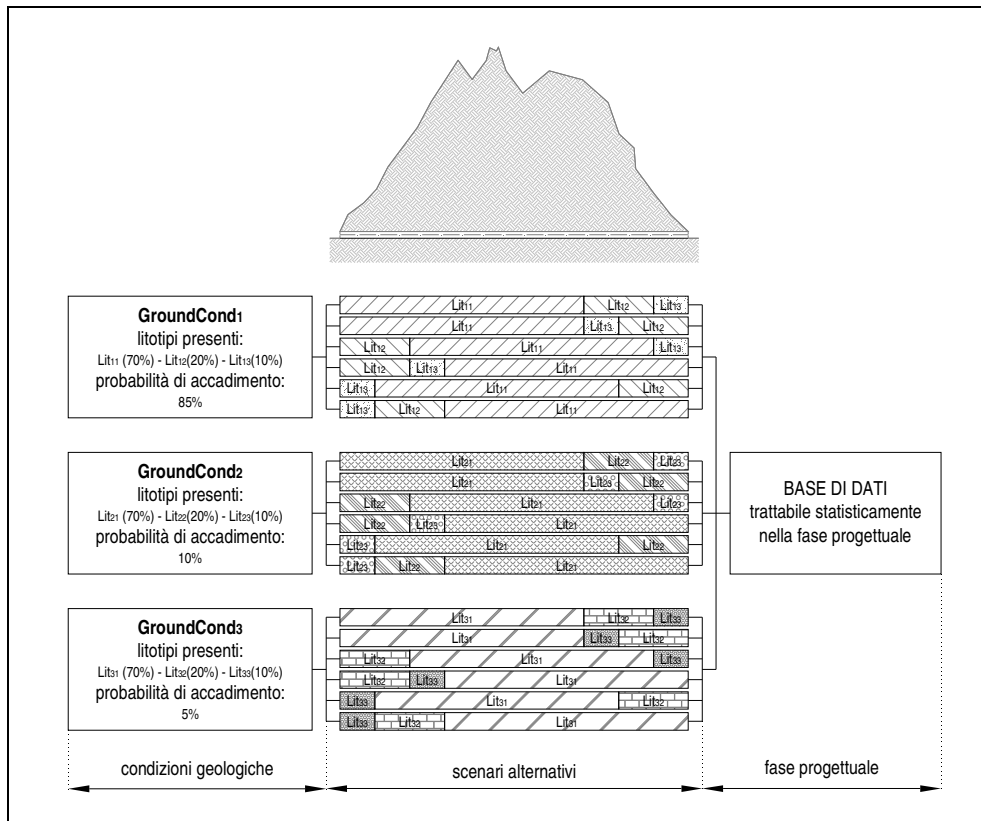 GroundCond1
litotipi presenti:
Lit11 (70%) - Lit12(20%) - Lit13(10%)
probabilità di accadimento:
85%
Lit11 Lit12 Lit13
Lit11 Lit13 Lit12
Lit12 Lit11 Lit13
Lit12 Lit13 Lit11
Lit13 Lit11 Lit12
Lit13 Lit12 Lit11
GroundCond2
litotipi presenti:
Lit21 (70%) - Lit22(20%) - Lit23(10%)
probabilità di accadimento:
10%
Lit21 Lit22 Lit23
Lit21 Lit23 Lit22
Lit22 Lit21 Lit23
Lit22 Lit23 Lit21
Lit23 Lit21 Lit22
Lit23 Lit22 Lit21
BASE DI DATI
trattabile statisticamente
nella fase progettuale
GroundCond3
litotipi presenti:
Lit31 (70%) - Lit32(20%) - Lit33(10%)
probabilità di accadimento:
5%
Lit31 Lit32 Lit33
Lit31 Lit33 Lit32
Lit32 Lit31 Lit33
Lit32 Lit33 Lit31
Lit33 Lit31 Lit32
Lit33 Lit32 Lit31
condizioni geologiche
scenari alternativi
fase progettuale